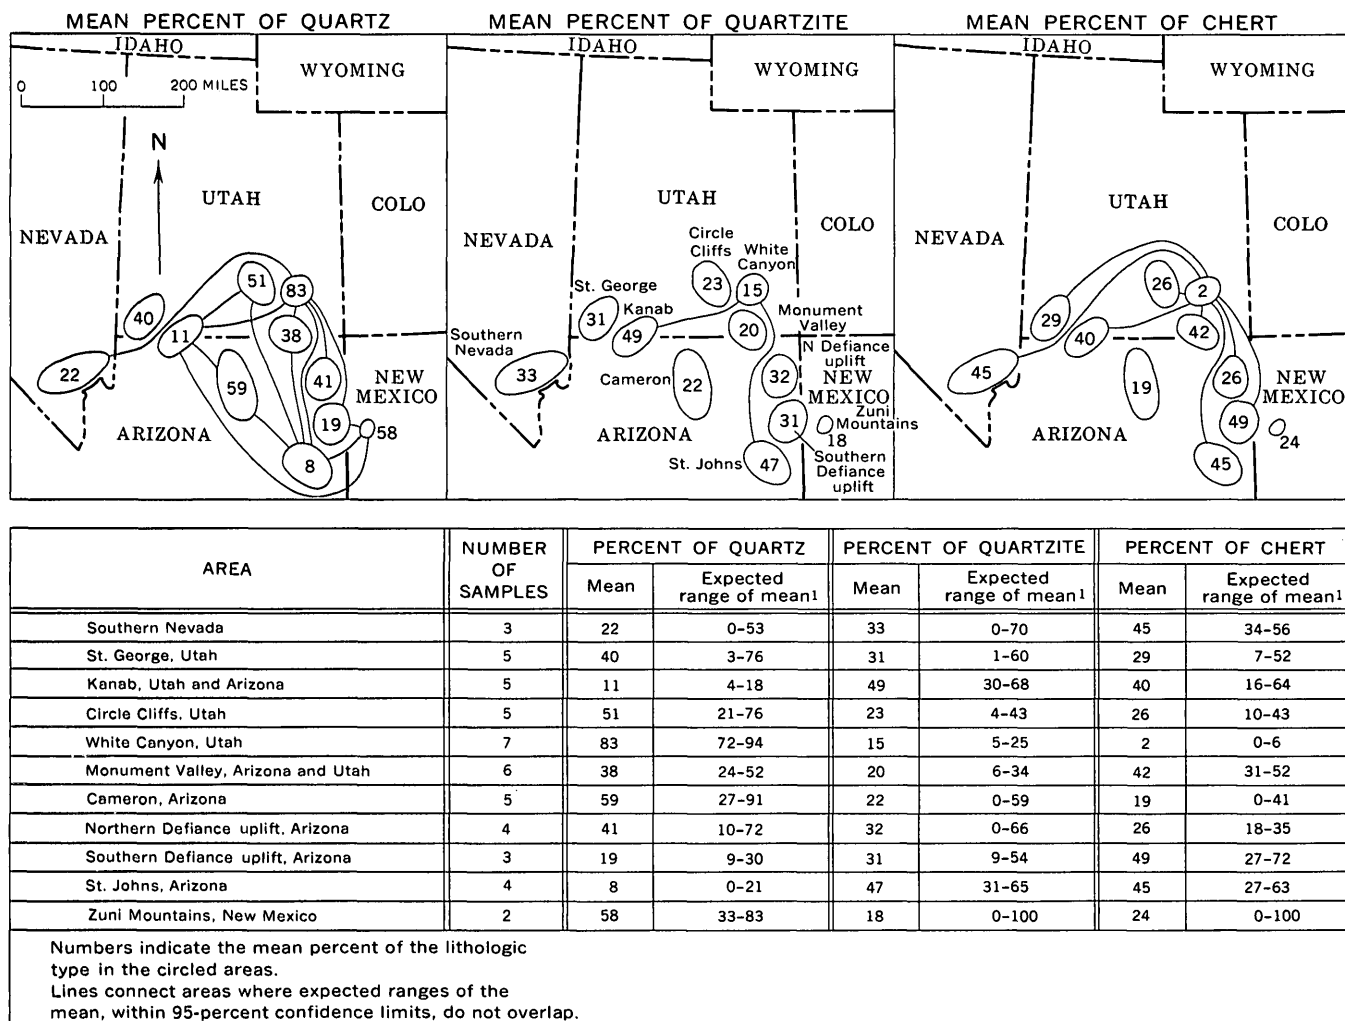 MEAN PERCENT OF QUARTZ
IDAHO
WYOMING
0 100 200 MILES
N
UTAH
COLO
NEVADA
51
83
40
11
38
22
59
41
NEW
MEXICO
19
58
ARIZONA
8
MEAN PERCENT OF QUARTZITE
IDAHO
WYOMING
UTAH
COLO
NEVADA
Circle
Cliffs
White
Canyon
23
15
St. George
Kanab
31
49
20
Monument
Valley
Southern
Nevada
N Defiance
uplift
33
Cameron
22
32
NEW
MEXICO
31
Zuni
Mountains
18
ARIZONA
St. Johns
47
Southern
Defiance
uplift
MEAN PERCENT OF CHERT
IDAHO
WYOMING
UTAH
COLO
NEVADA
26
2
29
40
42
45
19
26
NEW
MEXICO
49
24
ARIZONA
45
AREA NUMBER OF SAMPLES PERCENT OF QUARTZ PERCENT OF QUARTZITE PERCENT OF CHERT
Mean Expected range of mean1 Mean Expected range of mean1 Mean Expected range of mean1
Southern Nevada 3 22 0-53 33 0-70 45 34-56
St. George, Utah 5 40 3-76 31 1-60 29 7-52
Kanab, Utah and Arizona 5 11 4-18 49 30-68 40 16-64
Circle Cliffs, Utah 5 51 21-76 23 4-43 26 10-43
White Canyon, Utah 7 83 72-94 15 5-25 2 0-6
Monument Valley, Arizona and Utah 6 38 24-52 20 6-34 42 31-52
Cameron, Arizona 5 59 27-91 22 0-59 19 0-41
Northern Defiance uplift, Arizona 4 41 10-72 32 0-66 26 18-35
Southern Defiance uplift, Arizona 3 19 9-30 31 9-54 49 27-72
St. Johns, Arizona 4 8 0-21 47 31-65 45 27-63
Zuni Mountains, New Mexico 2 58 33-83 18 0-100 24 0-100
Numbers indicate the mean percent of the lithologic
type in the circled areas.
Lines connect areas where expected ranges of the
mean, within 95-percent confidence limits, do not overlap.